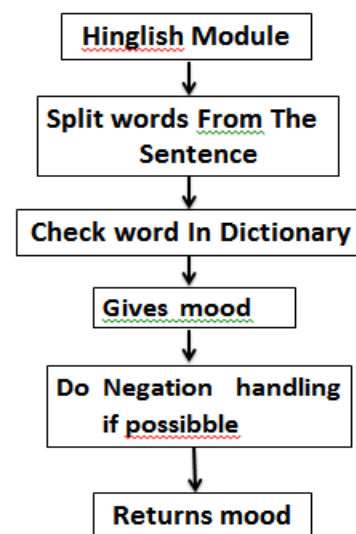 Hinglish Module
Split words From The
Sentence
Check word In Dictionary
Gives mood
Do Negation handling
if possibble
Returns mood